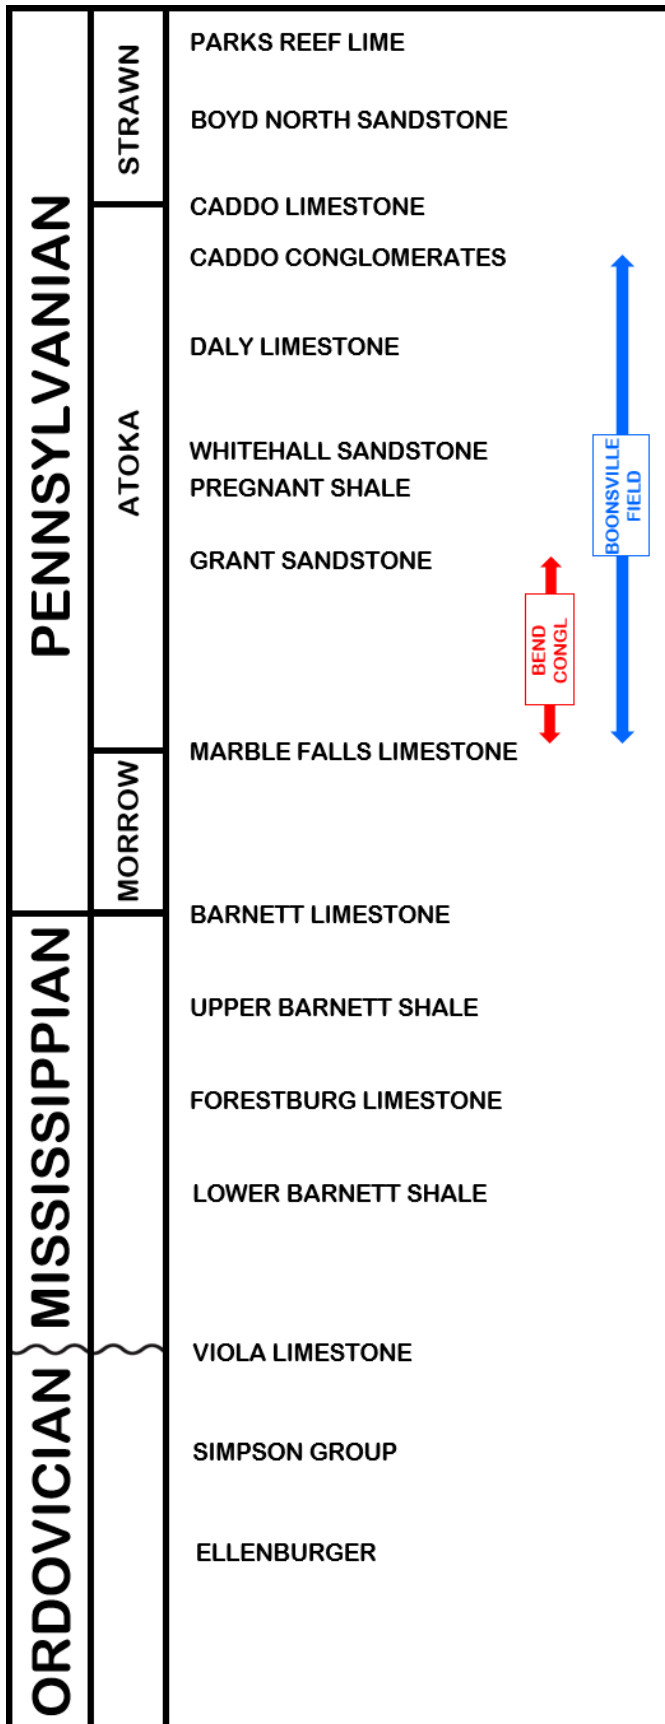 PENNSYLVANIAN
STRAWN
PARKS REEF LIME
BOYD NORTH SANDSTONE
ATOKA
CADDO LIMESTONE
CADDO CONGLOMERATES
DALY LIMESTONE
WHITEHALL SANDSTONE
PREGNANT SHALE
GRANT SANDSTONE
BOONSVILLE
FIELD
BEND
CONGL
MORROW
MARBLE FALLS LIMESTONE
MISSISSIPPIAN
BARNETT LIMESTONE
UPPER BARNETT SHALE
FORESTBURG LIMESTONE
LOWER BARNETT SHALE
ORDOVICIAN
VIOLA LIMESTONE
SIMPSON GROUP
ELLENBURGER